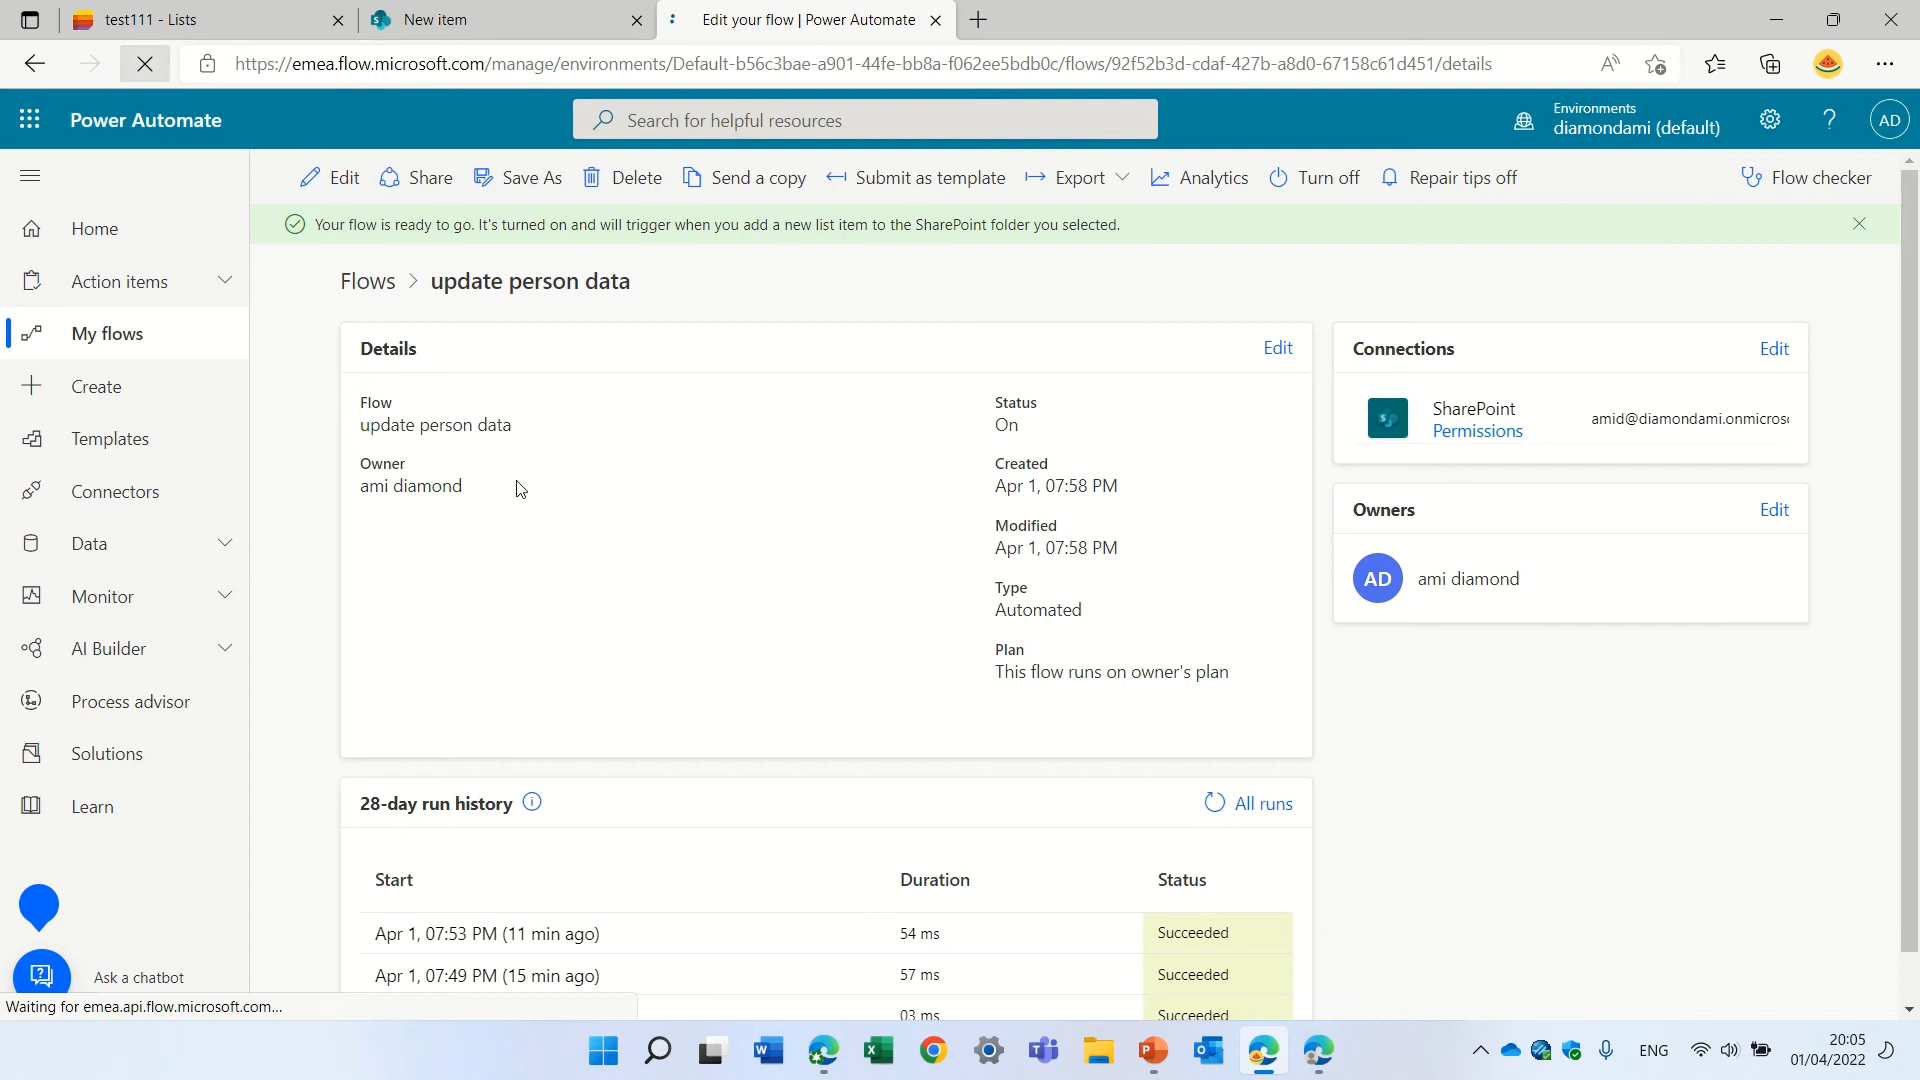 test111 - Lists
New item
Edit your flow | Power Automate
https://emea.flow.microsoft.com/manage/environments/Default-b56c3bae-a901-44fe-bb8a-f062ee5bdb0c/flows/92f52b3d-cdaf-427b-a8d0-67158c61d451/details
Power Automate
Search for helpful resources
Environments
diamondami (default)
AD
Edit
Share
Save As
Delete
Send a copy
Submit as template
Export
Analytics
Turn off
Repair tips off
Flow checker
Your flow is ready to go. It's turned on and will trigger when you add a new list item to the SharePoint folder you selected.
Home
Action items
My flows
Create
Templates
Connectors
Data
Monitor
AI Builder
Process advisor
Solutions
Learn
Ask a chatbot
Flows > update person data
Details
Edit
Flow
update person data
Owner
ami diamond
Status
On
Created
Apr 1, 07:58 PM
Modified
Apr 1, 07:58 PM
Type
Automated
Plan
This flow runs on owner's plan
Connections
Edit
SharePoint
Permissions
Owners
Edit
AD
ami diamond
28-day run history
All runs
Start
Duration
Status
Apr 1, 07:53 PM (11 min ago)
54 ms
Succeeded
Apr 1, 07:49 PM (15 min ago)
57 ms
Succeeded
03 ms
Succeeded
Waiting for emea.api.flow.microsoft.com...
ENG
20:05
01/04/2022